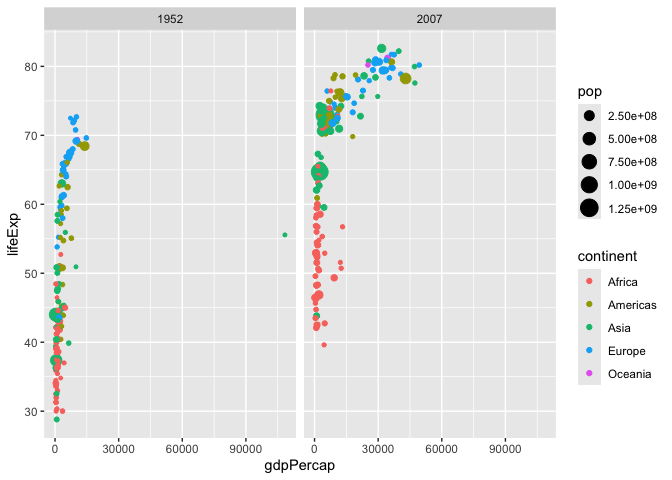 1952
2007
lifeExp
80
70
60
50
40
30
0
30000
60000
90000
0
30000
60000
90000
gdpPercap
pop
2.50e+08
5.00e+08
7.50e+08
1.00e+09
1.25e+09
continent
Africa
Americas
Asia
Europe
Oceania